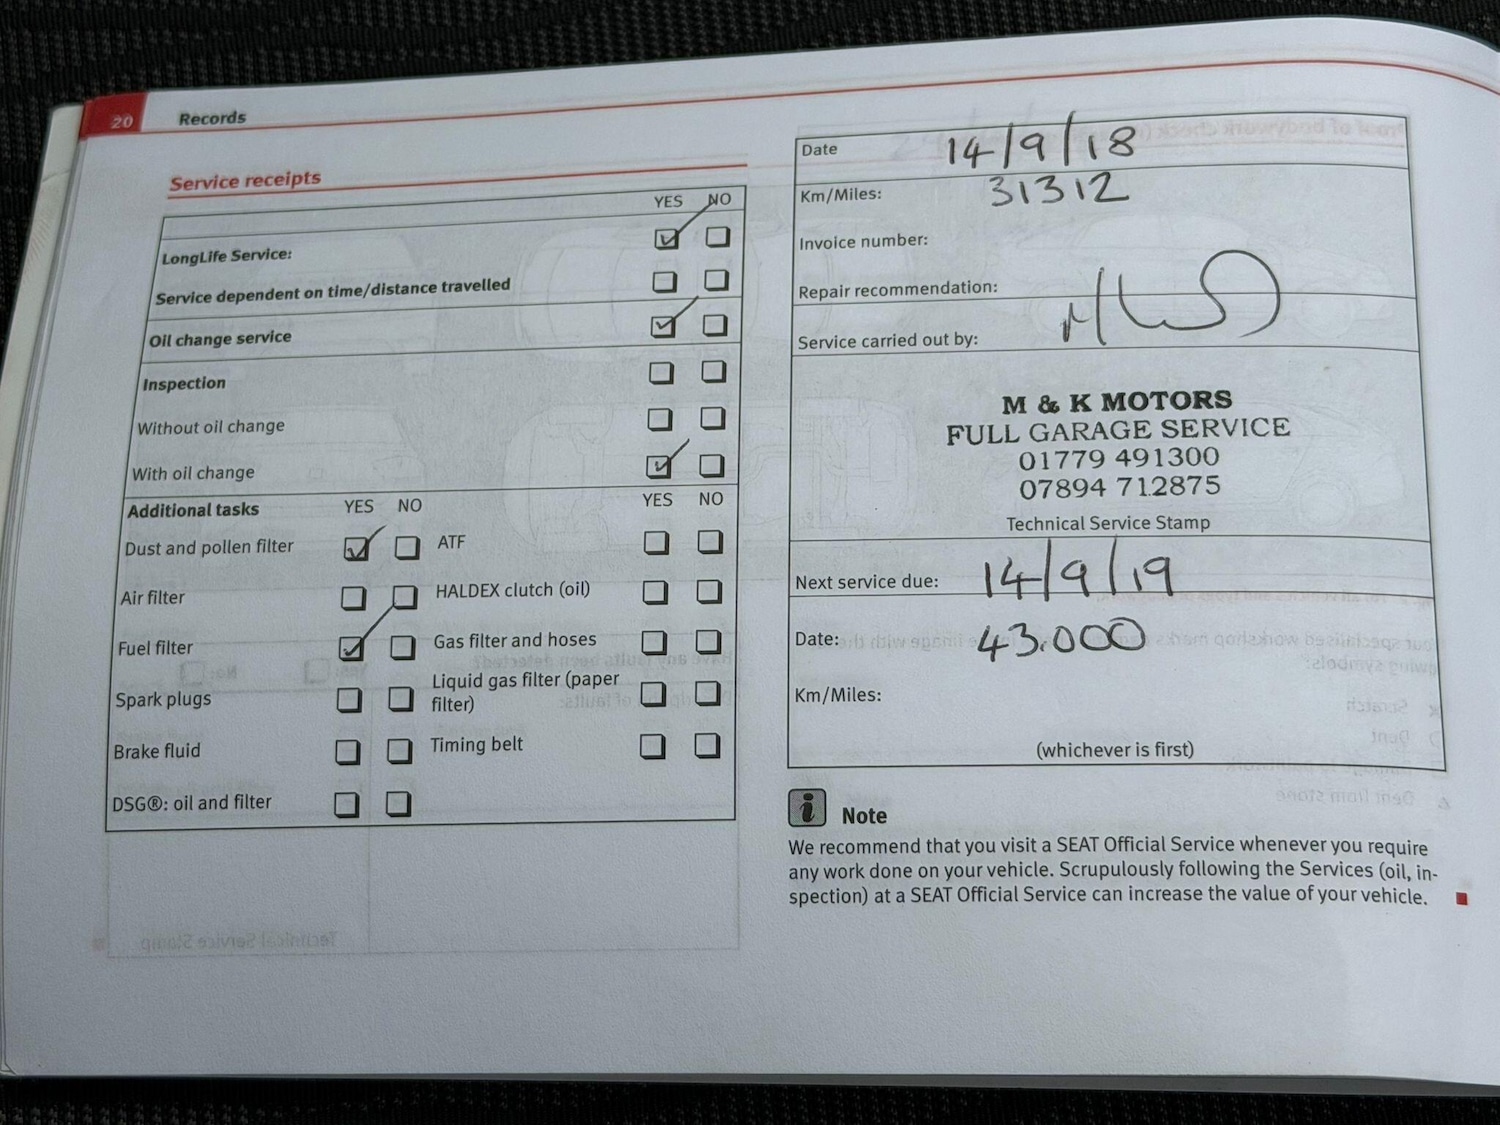 20 Records
Service receipts
YES NO
LongLife Service:
Service dependent on time/distance travelled
Oil change service
Inspection
Without oil change
With oil change
Additional tasks YES NO YES NO
Dust and pollen filter ATF
Air filter HALDEX clutch (oil)
Fuel filter Gas filter and hoses
Spark plugs Liquid gas filter (paper
filter)
Brake fluid Timing belt
DSG®: oil and filter
Date 14/9/18
Km/Miles: 31312
Invoice number:
Repair recommendation:
Service carried out by:
M & K MOTORS
FULL GARAGE SERVICE
01779 491300
07894 712875
Technical Service Stamp
Next service due: 14/9/19
Date: 43.000
Km/Miles:
(whichever is first)
i Note
We recommend that you visit a SEAT Official Service whenever you require
any work done on your vehicle. Scrupulously following the Services (oil, in-
spection) at a SEAT Official Service can increase the value of your vehicle.